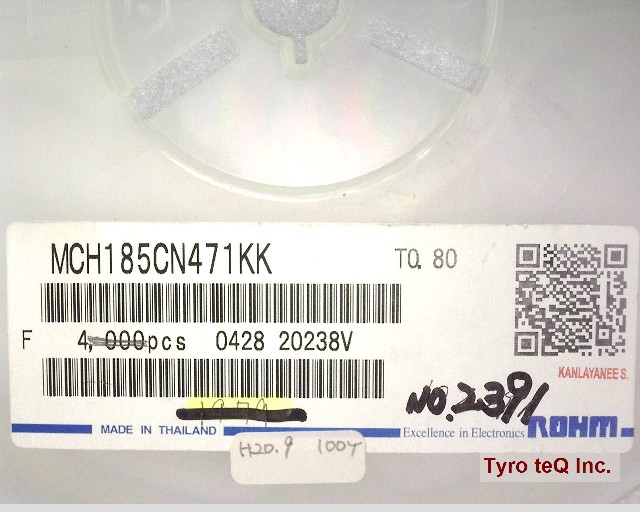 MCH185CN471KK TQ. 80
F 4,000pcs 0428 20238V
KANLAYANEE S.
NO.2391
MADE IN THAILAND Excellence in Electronics ROHM
H20.9 100Y
Tyro teQ Inc.